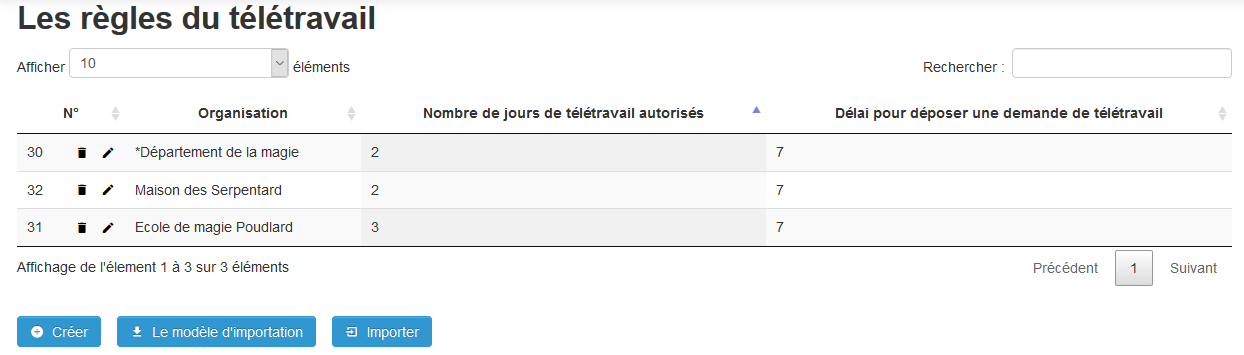 Les règles du télétravail
Afficher 10 éléments Rechercher :
N° Organisation Nombre de jours de télétravail autorisés Délai pour déposer une demande de télétravail
30 *Département de la magie 2 7
32 Maison des Serpentard 2 7
31 Ecole de magie Poudlard 3 7
Affichage de l'élement 1 à 3 sur 3 éléments Précédent 1 Suivant
Créer Le modèle d'importation Importer